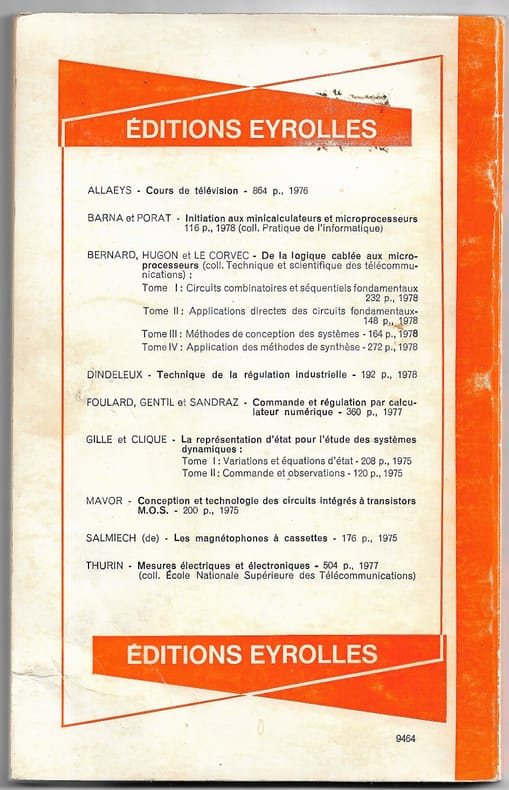 ÉDITIONS EYROLLES
ALLAEYS - Cours de télévision - 864 p., 1976
BARNA et PORAT - Initiation aux minicalculateurs et microprocesseurs
116 p., 1978 (coll. Pratique de l'informatique)
BERNARD, HUGON et LE CORVEC - De la logique cablée aux micro-
processeurs (coll. Technique et scientifique des télécommu-
nications) :
Tome I : Circuits combinatoires et séquentiels fondamentaux
232 p., 1978
Tome II : Applications directes des circuits fondamentaux-
148 p., 1978
Tome III : Méthodes de conception des systèmes - 164 p., 1978
Tome IV : Application des méthodes de synthèse - 272 p., 1978
DINDELEUX - Technique de la régulation industrielle - 192 p., 1978
FOULARD, GENTIL et SANDRAZ - Commande et régulation par calcu-
lateur numérique - 360 p., 1977
GILLE et CLIQUE - La représentation d'état pour l'étude des systèmes
dynamiques :
Tome I : Variations et équations d'état - 208 p., 1975
Tome II : Commande et observations - 120 p., 1975
MAVOR - Conception et technologie des circuits intégrés à transistors
M.O.S. - 200 p., 1975
SALMIECH (de) - Les magnétophones à cassettes - 176 p., 1975
THURIN - Mesures électriques et électroniques - 504 p., 1977
(coll. École Nationale Supérieure des Télécommunications)
ÉDITIONS EYROLLES
9464